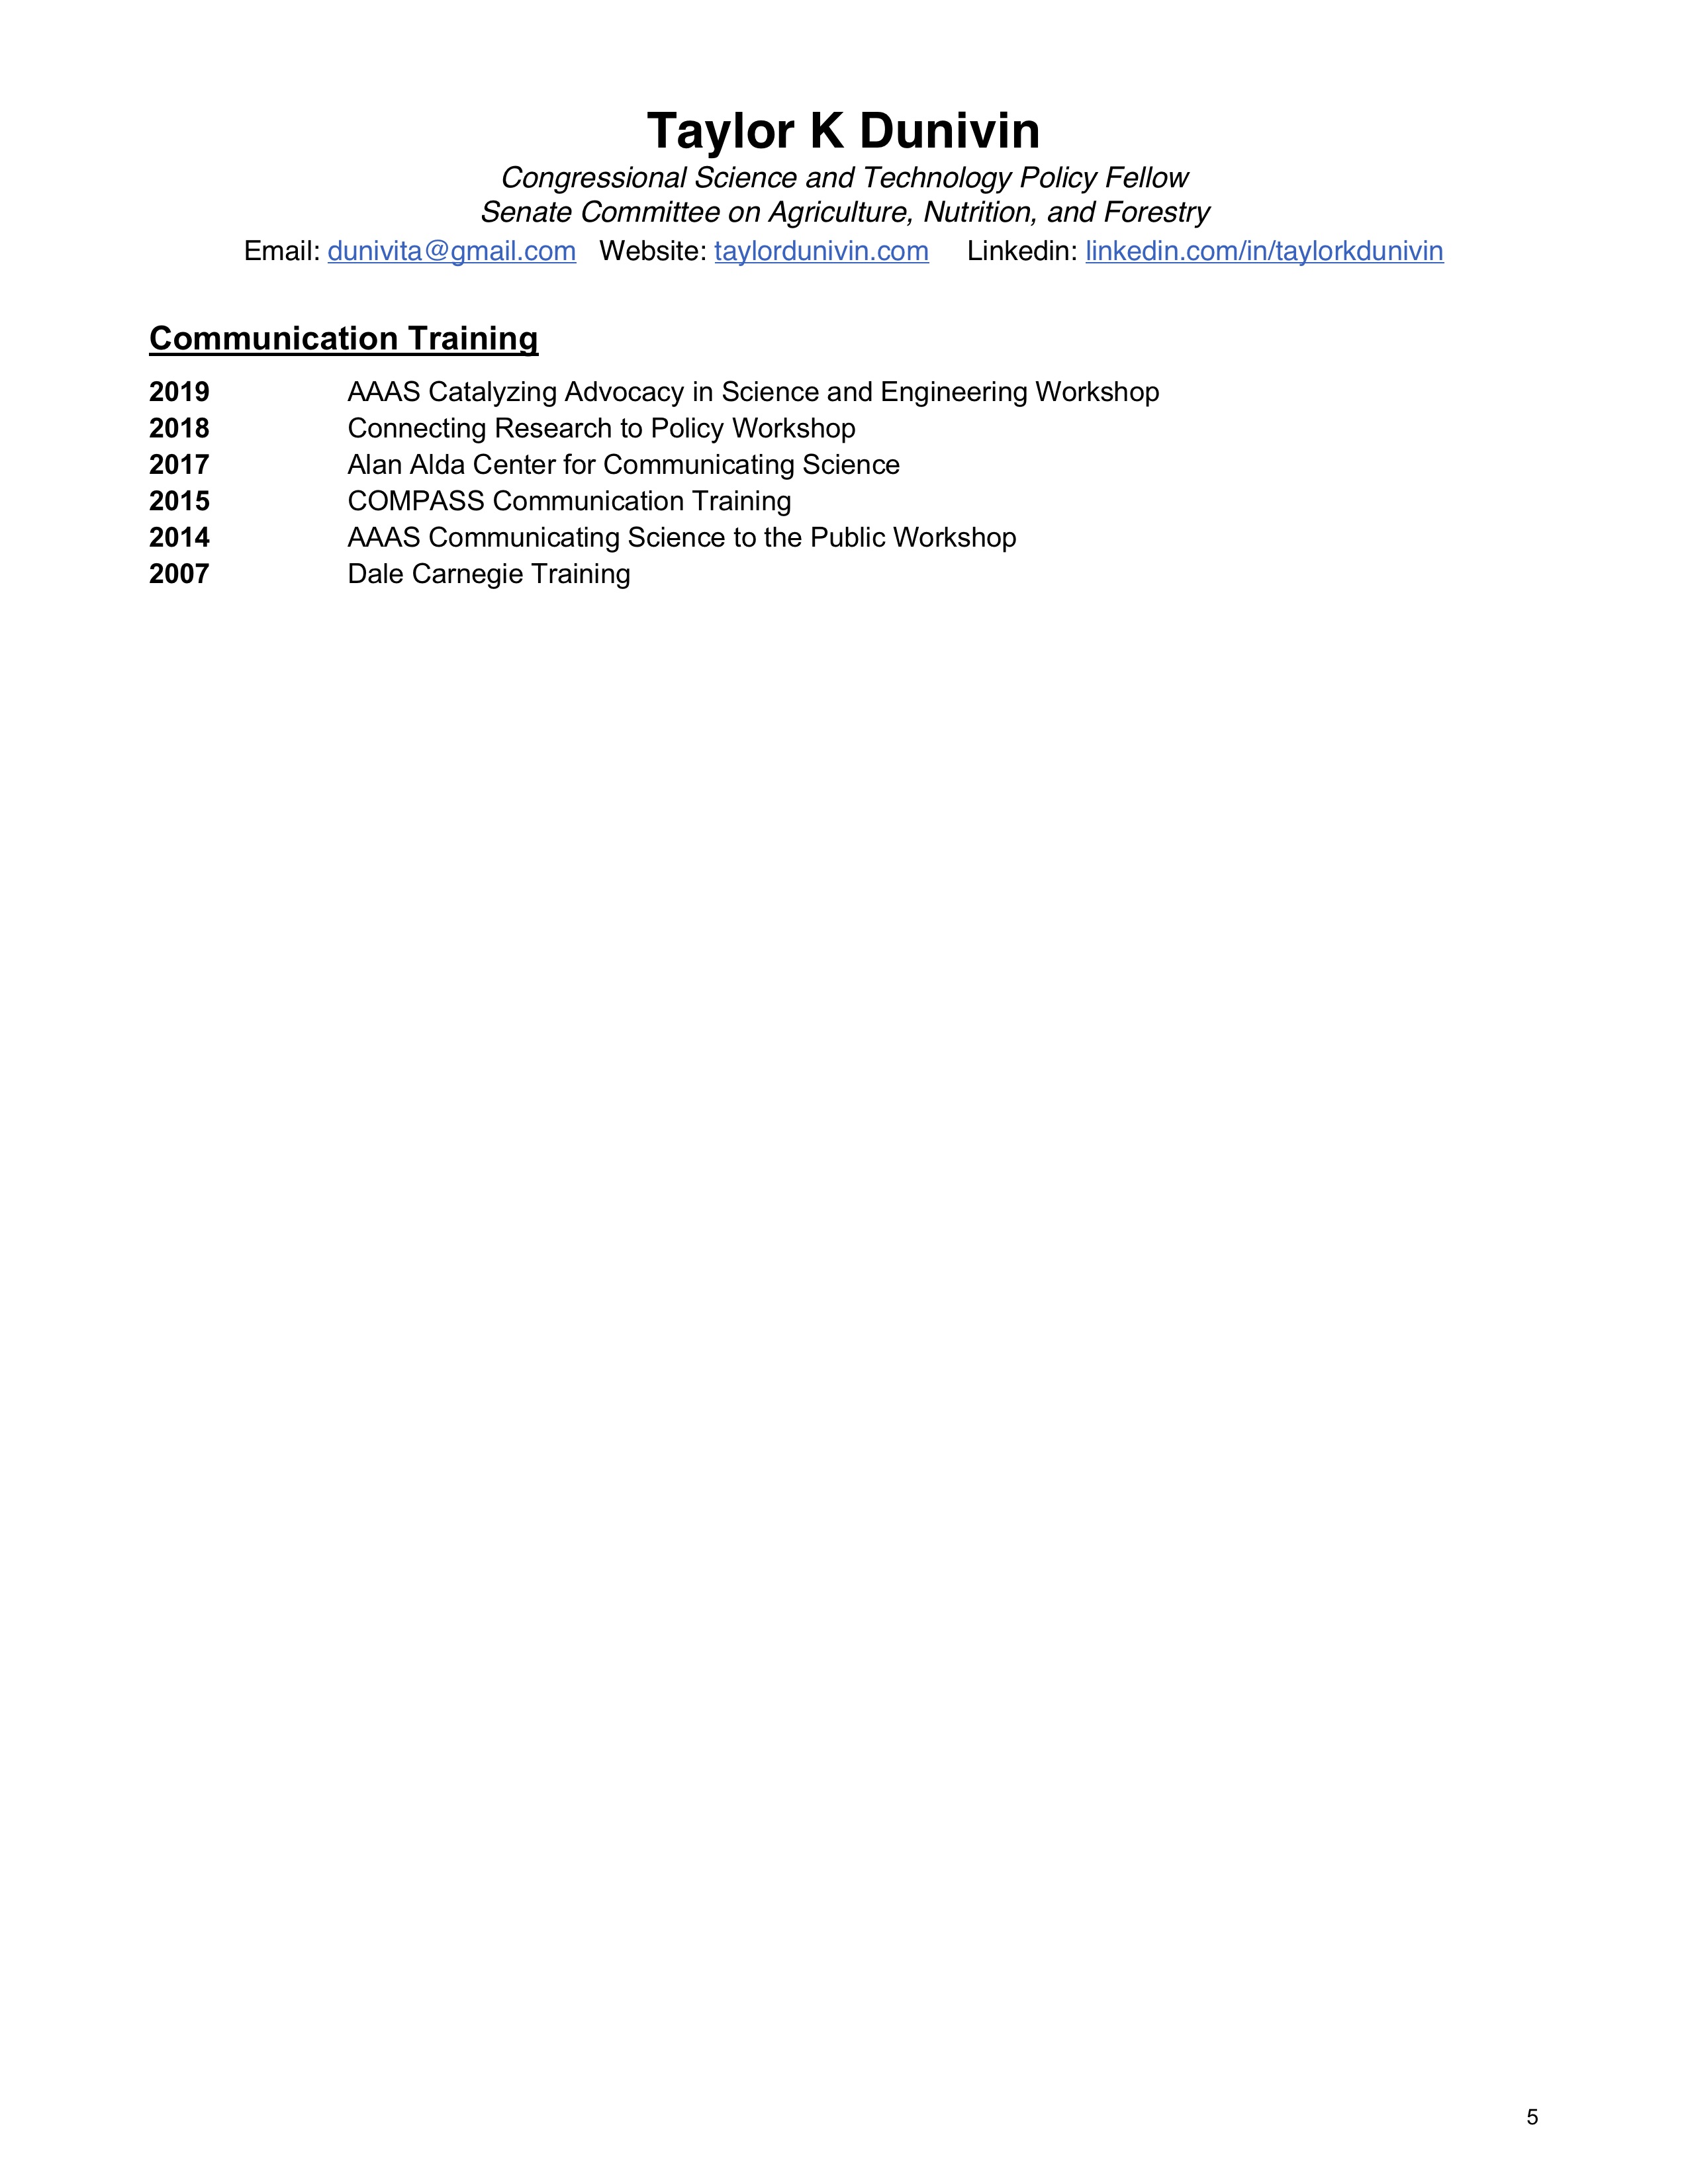 Taylor K Dunivin
Congressional Science and Technology Policy Fellow
Senate Committee on Agriculture, Nutrition, and Forestry
Email: dunivita@gmail.com Website: taylordunivin.com Linkedin: linkedin.com/in/taylorkdunivin
Communication Training
2019 AAAS Catalyzing Advocacy in Science and Engineering Workshop
2018 Connecting Research to Policy Workshop
2017 Alan Alda Center for Communicating Science
2015 COMPASS Communication Training
2014 AAAS Communicating Science to the Public Workshop
2007 Dale Carnegie Training
5